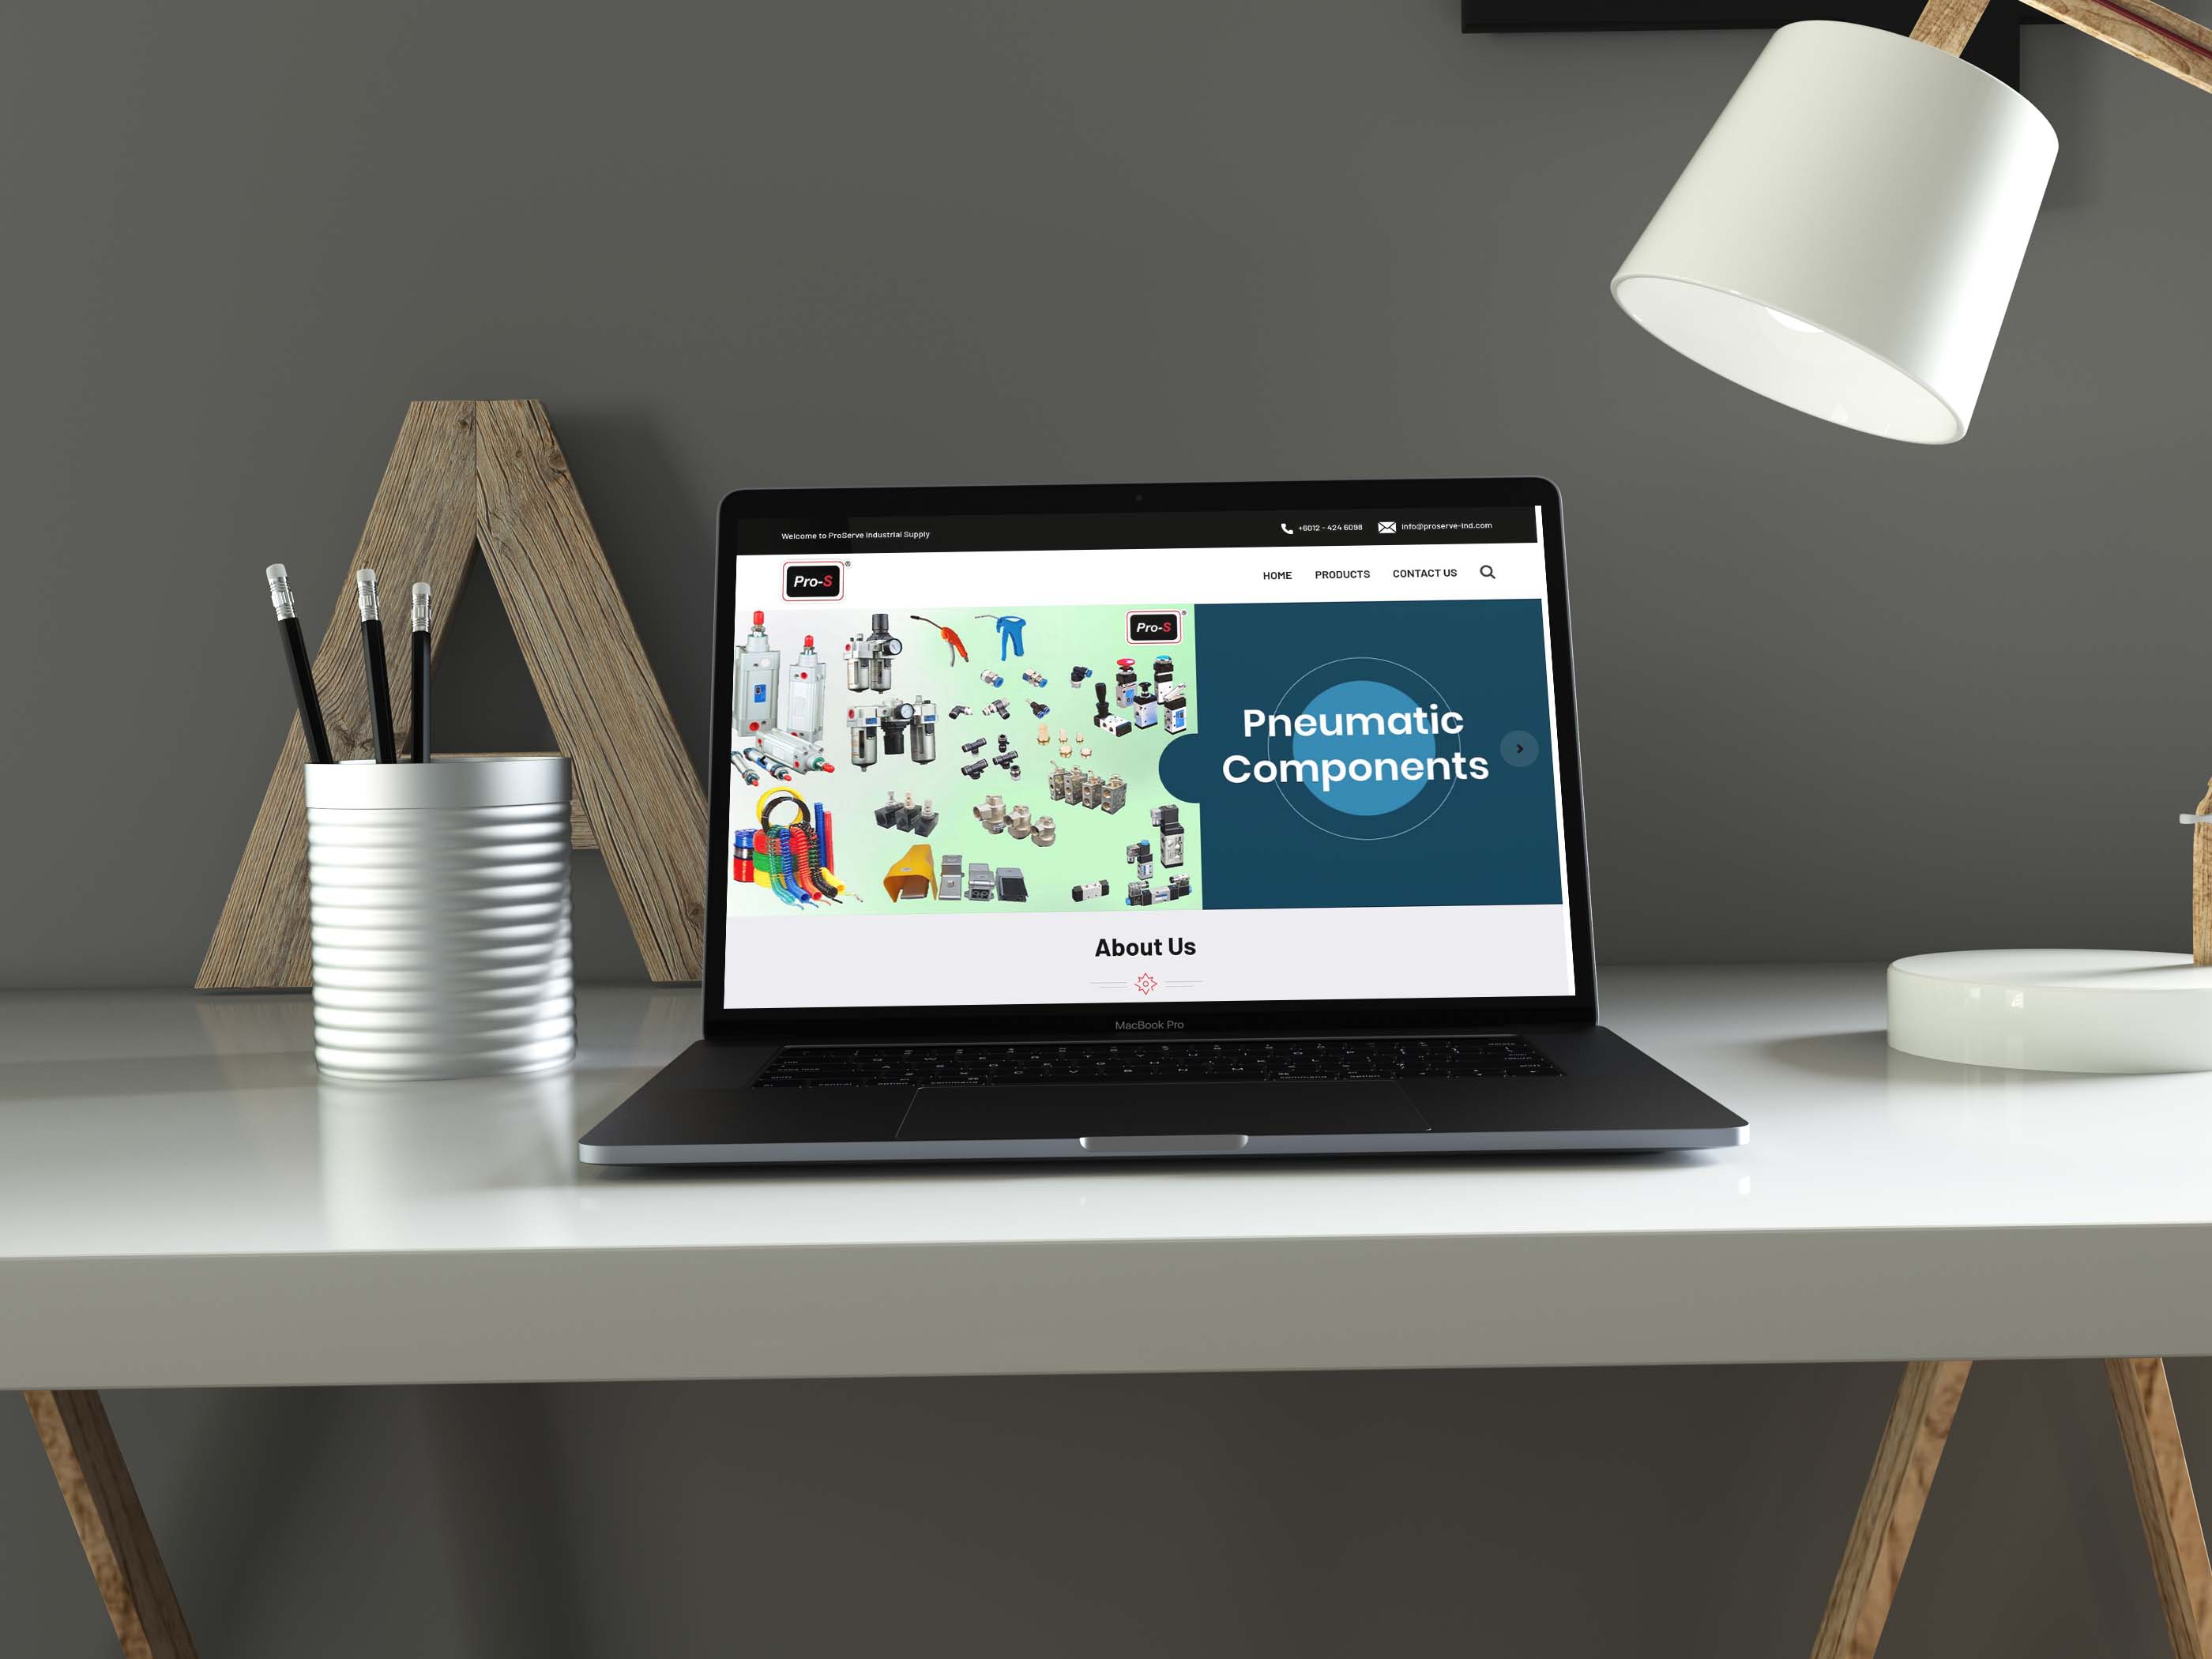 Welcome to ProServe Industrial Supply
+6012 - 424 6098
info@proserve-ind.com
Pro-S®
HOME
PRODUCTS
CONTACT US
Pro-S®
Pneumatic
Components
About Us
MacBook Pro